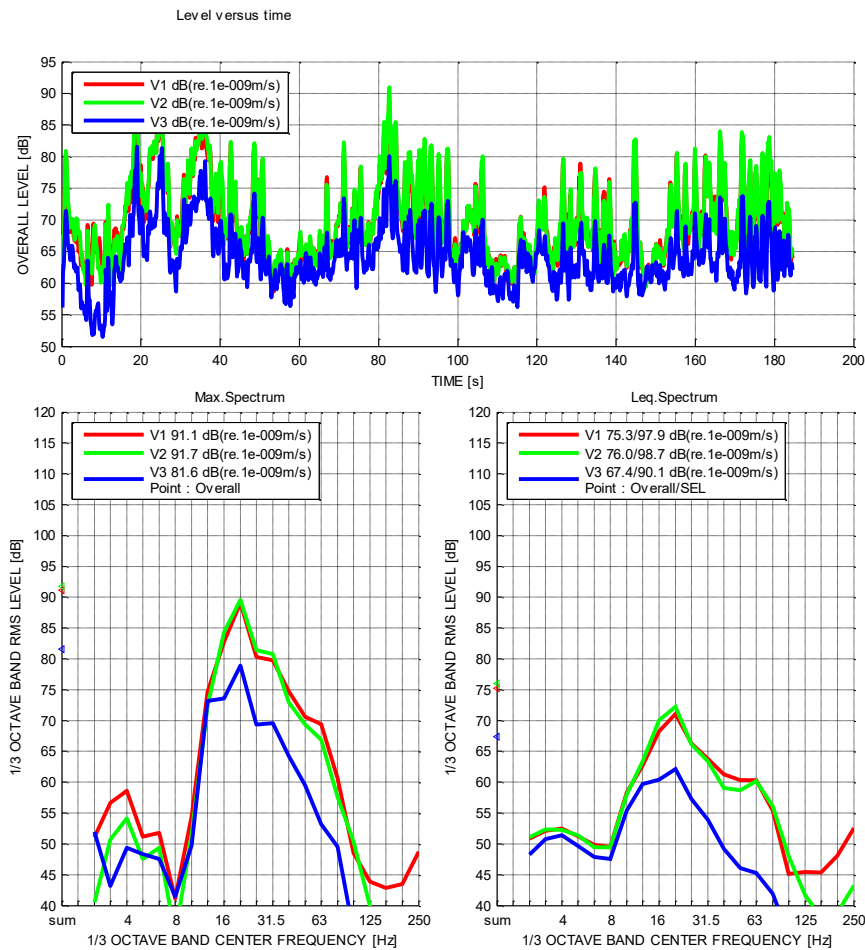 Level versus time
95
90
85
80
75
70
65
60
55
50
OVERALL LEVEL [dB]
V1 dB(re.1e-009m/s)
V2 dB(re.1e-009m/s)
V3 dB(re.1e-009m/s)
0 20 40 60 80 100 120 140 160 180 200
TIME [s]
Max.Spectrum
120
115
110
105
100
95
90
85
80
75
70
65
60
55
50
45
40
1/3 OCTAVE BAND RMS LEVEL [dB]
V1 91.1 dB(re.1e-009m/s)
V2 91.7 dB(re.1e-009m/s)
V3 81.6 dB(re.1e-009m/s)
Point : Overall
sum 4 8 16 31.5 63 125 250
1/3 OCTAVE BAND CENTER FREQUENCY [Hz]
Leq.Spectrum
120
115
110
105
100
95
90
85
80
75
70
65
60
55
50
45
40
1/3 OCTAVE BAND RMS LEVEL [dB]
V1 75.3/97.9 dB(re.1e-009m/s)
V2 76.0/98.7 dB(re.1e-009m/s)
V3 67.4/90.1 dB(re.1e-009m/s)
Point : Overall/SEL
sum 4 8 16 31.5 63 125 250
1/3 OCTAVE BAND CENTER FREQUENCY [Hz]